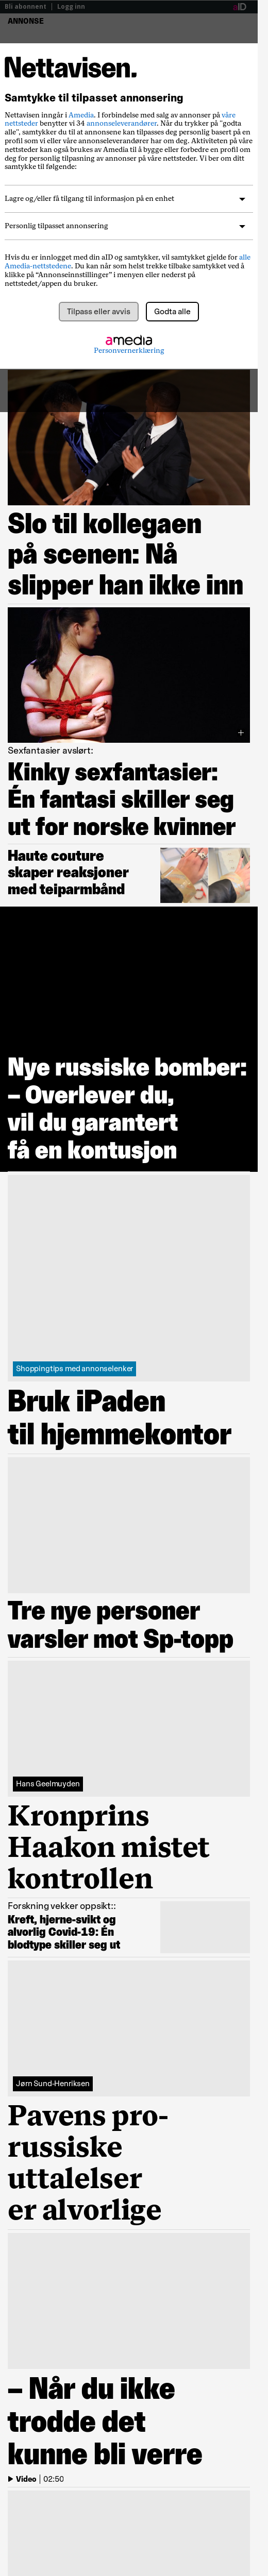 Bli abonnent | Logg inn aID
ANNONSE
Nettavisen.
Samtykke til tilpasset annonsering
Nettavisen inngår i Amedia. I forbindelse med salg av annonser på våre
nettsteder benytter vi 34 annonseleverandører. Når du trykker på "godta
alle", samtykker du til at annonsene kan tilpasses deg personlig basert på en
profil som vi eller våre annonseleverandører har om deg. Aktiviteten på våre
nettsteder kan også brukes av Amedia til å bygge eller forbedre en profil om
deg for personlig tilpasning av annonser på våre nettsteder. Vi ber om ditt
samtykke til følgende:
Lagre og/eller få tilgang til informasjon på en enhet
Personlig tilpasset annonsering
Hvis du er innlogget med din aID og samtykker, vil samtykket gjelde for alle
Amedia-nettstedene. Du kan når som helst trekke tilbake samtykket ved å
klikke på “Annonseinnstillinger” i menyen eller nederst på
nettstedet/appen du bruker.
Tilpass eller avvis Godta alle
amedia
Personvernerklæring
Slo til kollegaen
på scenen: Nå
slipper han ikke inn
Sexfantasier avslørt:
Kinky sexfantasier:
Én fantasi skiller seg
ut for norske kvinner
Haute couture
skaper reaksjoner
med teiparmbånd
Nye russiske bomber:
– Overlever du,
vil du garantert
få en kontusjon
Shoppingtips med annonselenker
Bruk iPaden
til hjemmekontor
Tre nye personer
varsler mot Sp-topp
Hans Geelmuyden
Kronprins
Haakon mistet
kontrollen
Forskning vekker oppsikt::
Kreft, hjerne-svikt og
alvorlig Covid-19: Én
blodtype skiller seg ut
Jørn Sund-Henriksen
Pavens pro-
russiske
uttalelser
er alvorlige
– Når du ikke
trodde det
kunne bli verre
Video | 02:50